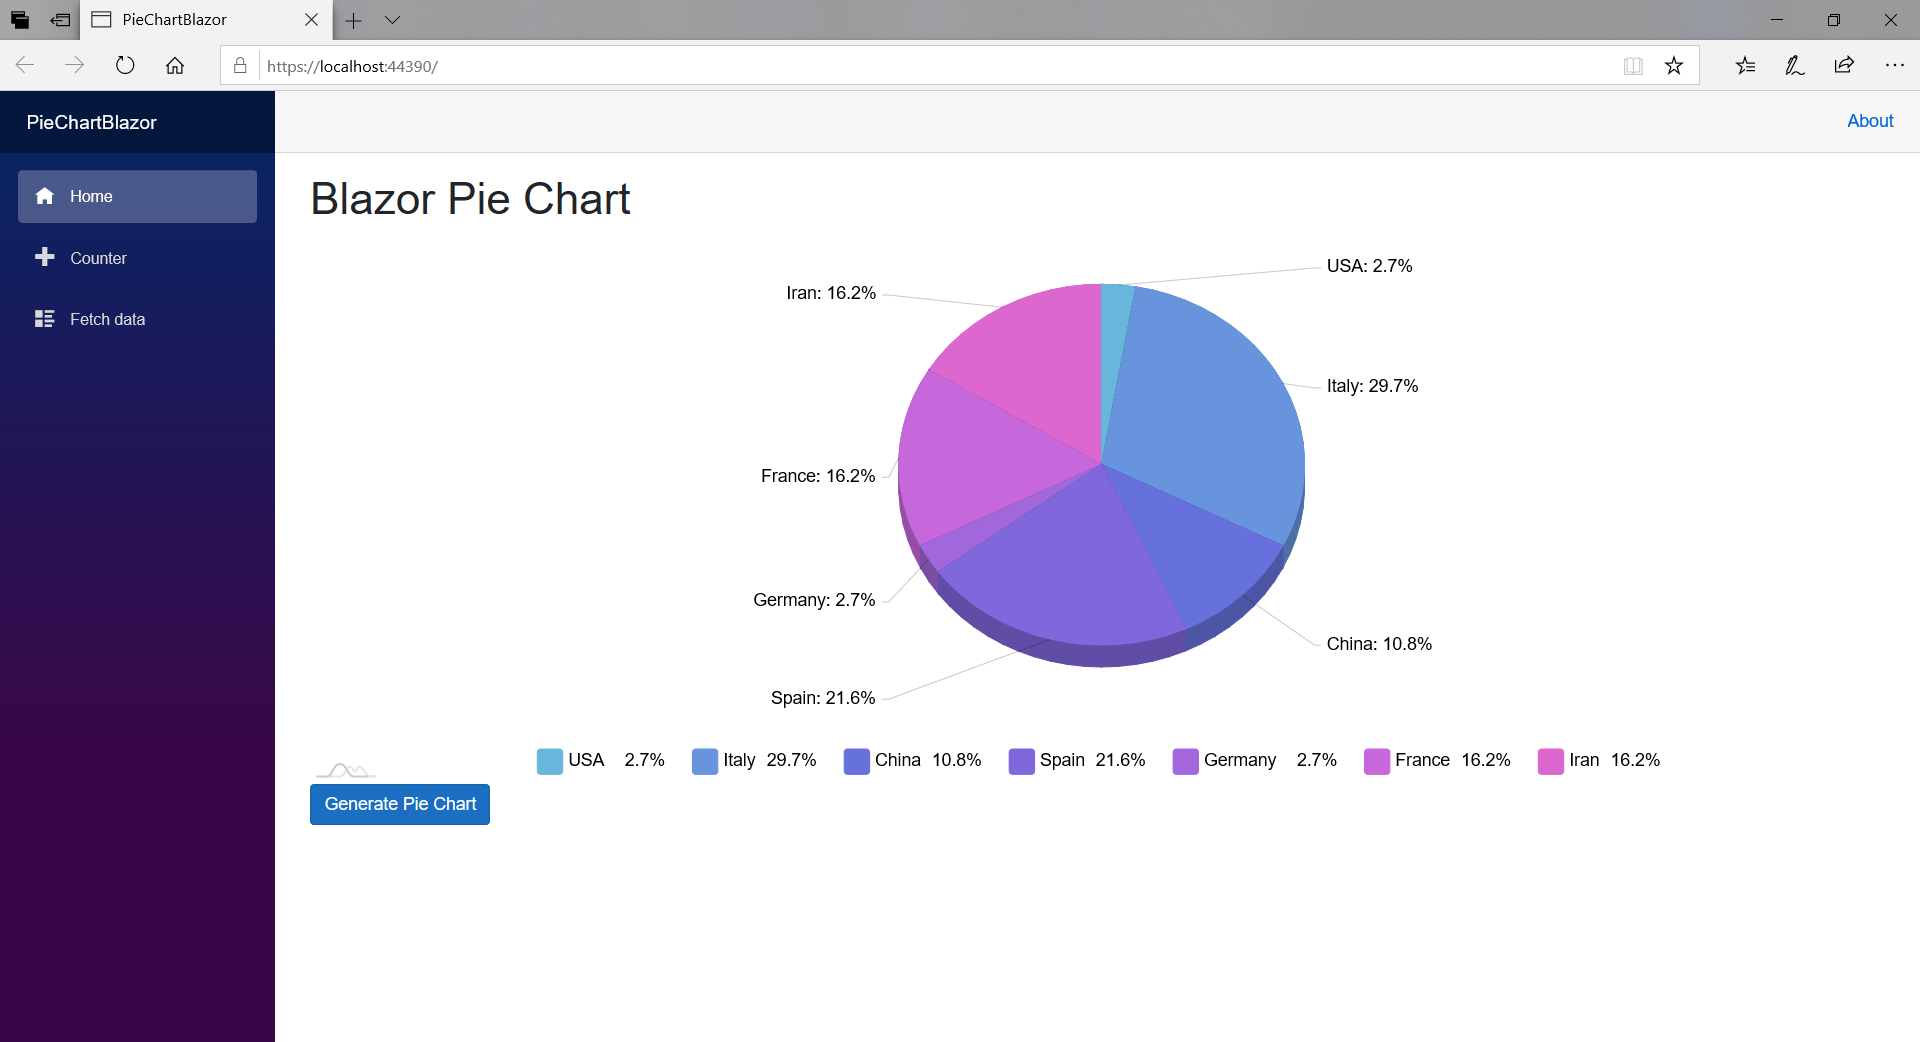 PieChartBlazor
https://localhost:44390/
PieChartBlazor
About
Home
Counter
Fetch data
Blazor Pie Chart
USA: 2.7%
Iran: 16.2%
Italy: 29.7%
France: 16.2%
Germany: 2.7%
China: 10.8%
Spain: 21.6%
USA 2.7% Italy 29.7% China 10.8% Spain 21.6% Germany 2.7% France 16.2% Iran 16.2%
Generate Pie Chart